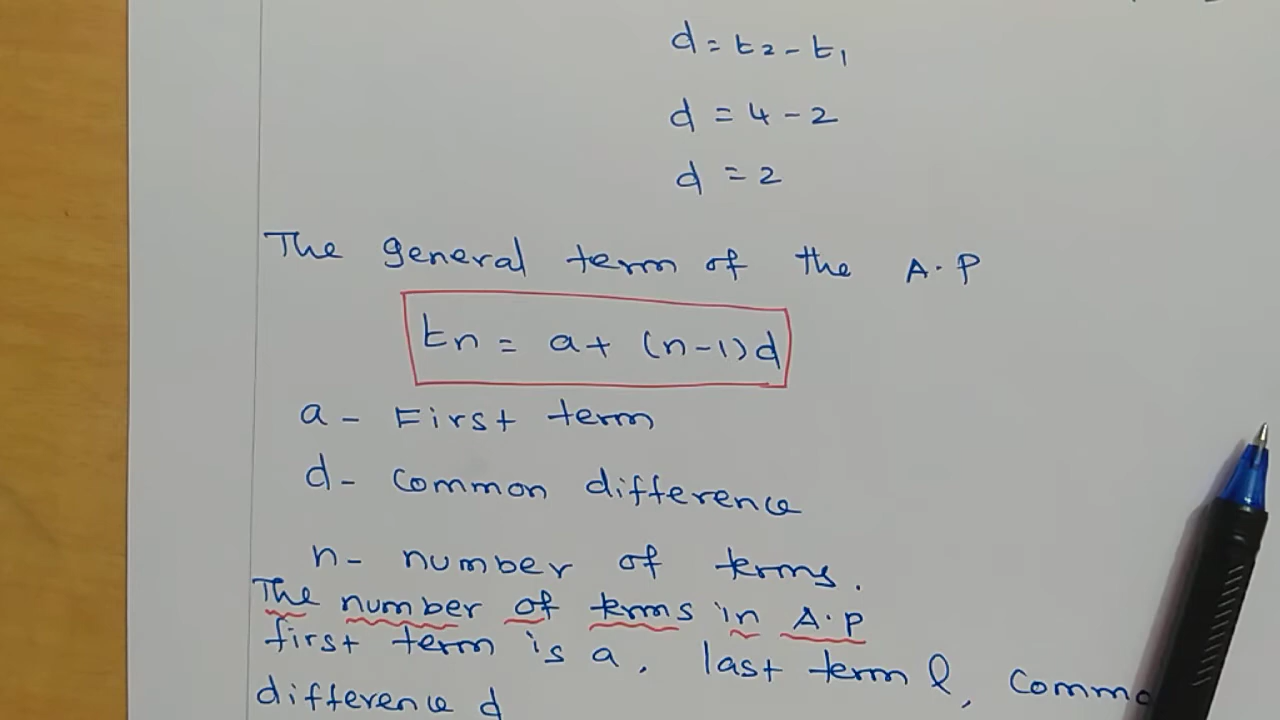 d = t2 - t1
d = 4 - 2
d = 2
The general term of the A.P
tn = a + (n-1)d
a - First term
d - Common difference
n - number of terms.
The number of terms in A.P
first term is a, last term l, Commo
difference d